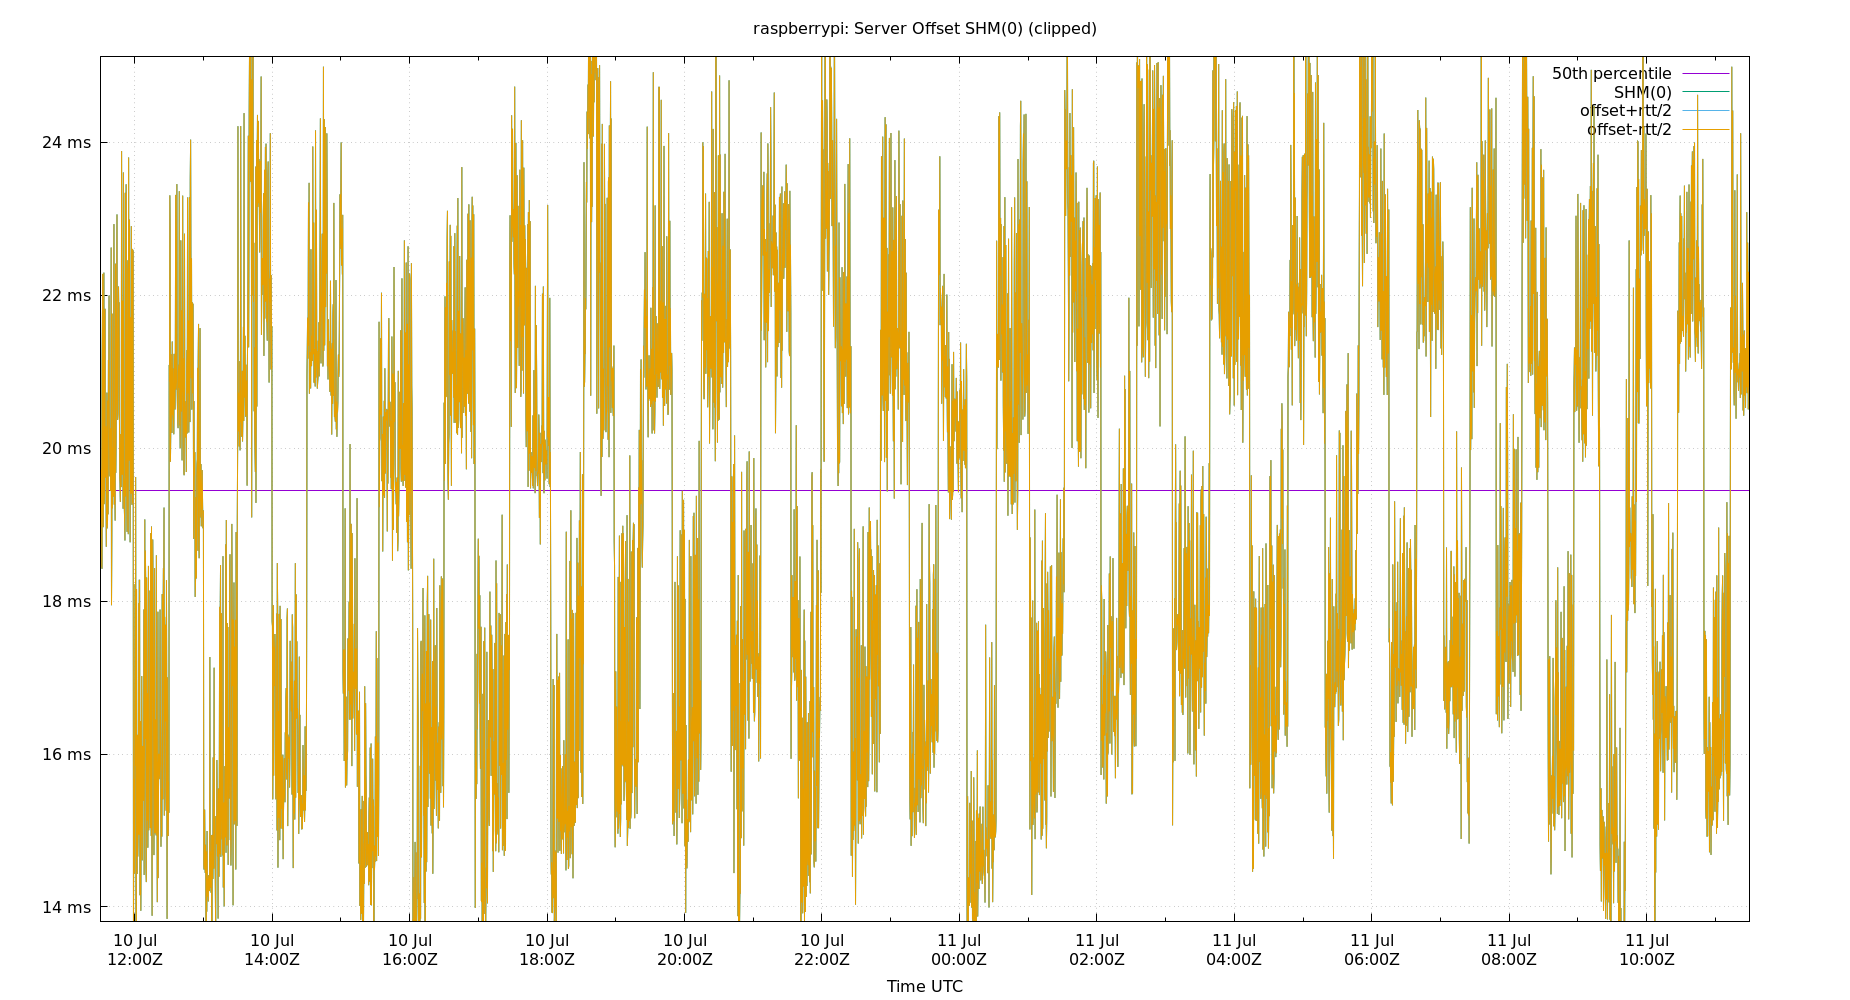 raspberrypi: Server Offset SHM(0) (clipped)
50th percentile
SHM(0)
offset+rtt/2
offset-rtt/2
24 ms
22 ms
20 ms
18 ms
16 ms
14 ms
10 Jul 10 Jul 10 Jul 10 Jul 10 Jul 10 Jul 11 Jul 11 Jul 11 Jul 11 Jul 11 Jul 11 Jul
12:00Z 14:00Z 16:00Z 18:00Z 20:00Z 22:00Z 00:00Z 02:00Z 04:00Z 06:00Z 08:00Z 10:00Z
Time UTC